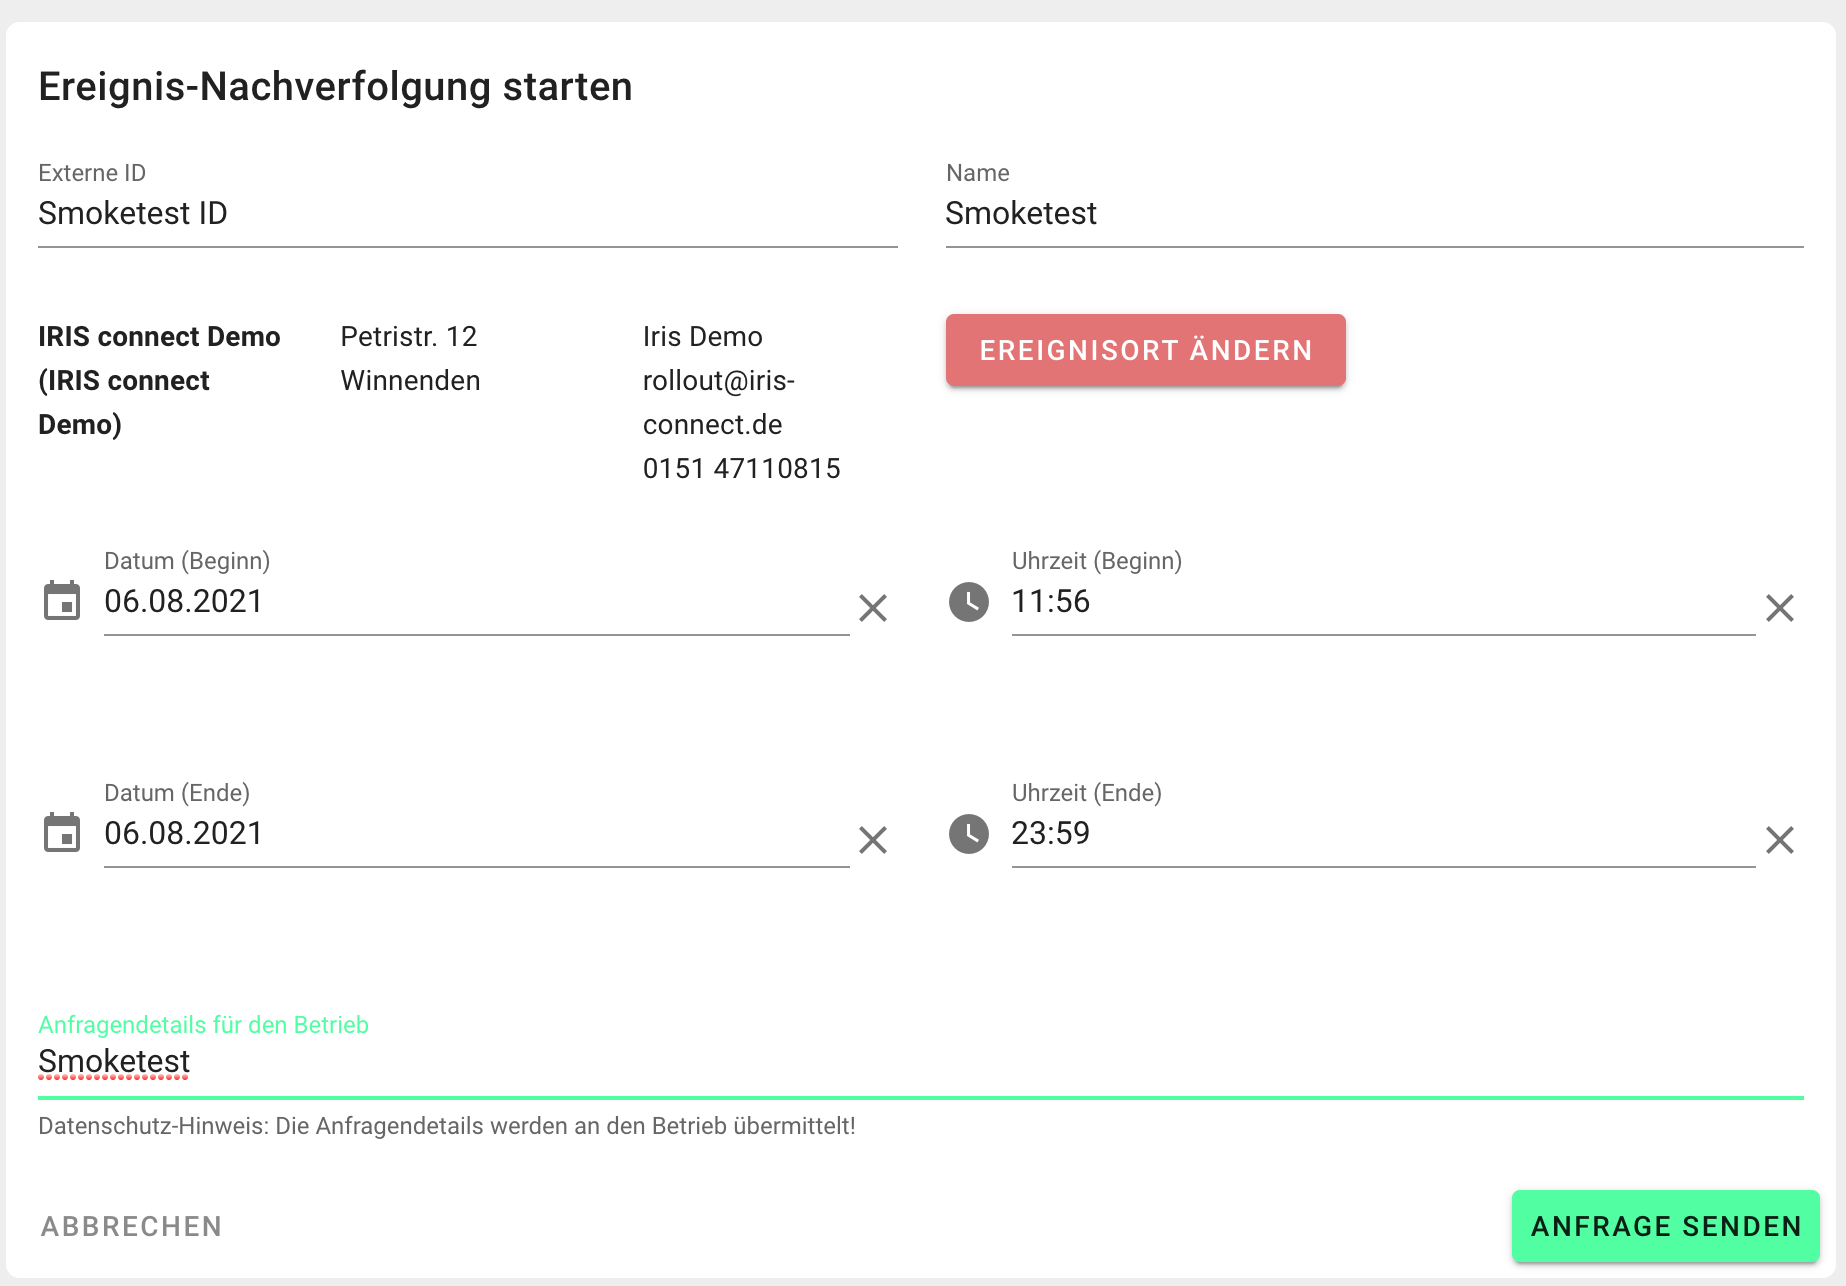 Ereignis-Nachverfolgung starten
Externe ID
Smoketest ID
Name
Smoketest
IRIS connect Demo
(IRIS connect
Demo)
Petristr. 12
Winnenden
Iris Demo
rollout@iris-
connect.de
0151 47110815
EREIGNISORT ÄNDERN
Datum (Beginn)
06.08.2021
Uhrzeit (Beginn)
11:56
Datum (Ende)
06.08.2021
Uhrzeit (Ende)
23:59
Anfragendetails für den Betrieb
Smoketest
Datenschutz-Hinweis: Die Anfragendetails werden an den Betrieb übermittelt!
ABBRECHEN
ANFRAGE SENDEN